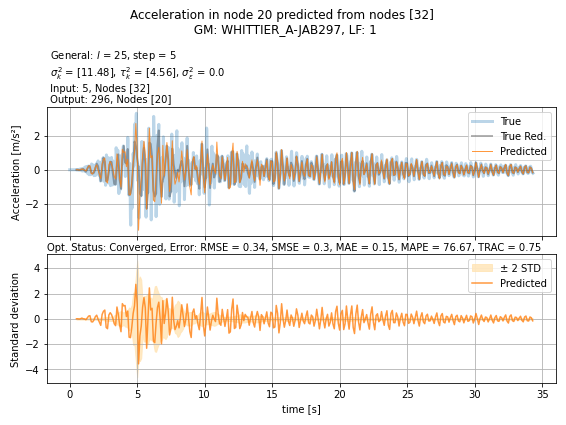 Acceleration in node 20 predicted from nodes [32]
GM: WHITTIER_A-JAB297, LF: 1
General: l = 25, step = 5
σ²ₖ = [11.48], τ²ₖ = [4.56], σ²ε = 0.0
Input: 5, Nodes [32]
Output: 296, Nodes [20]
Acceleration [m/s²]
2
0
−2
True
True Red.
Predicted
Opt. Status: Converged, Error: RMSE = 0.34, SMSE = 0.3, MAE = 0.15, MAPE = 76.67, TRAC = 0.75
Standard deviation
4
2
0
−2
−4
± 2 STD
Predicted
0 5 10 15 20 25 30 35
time [s]